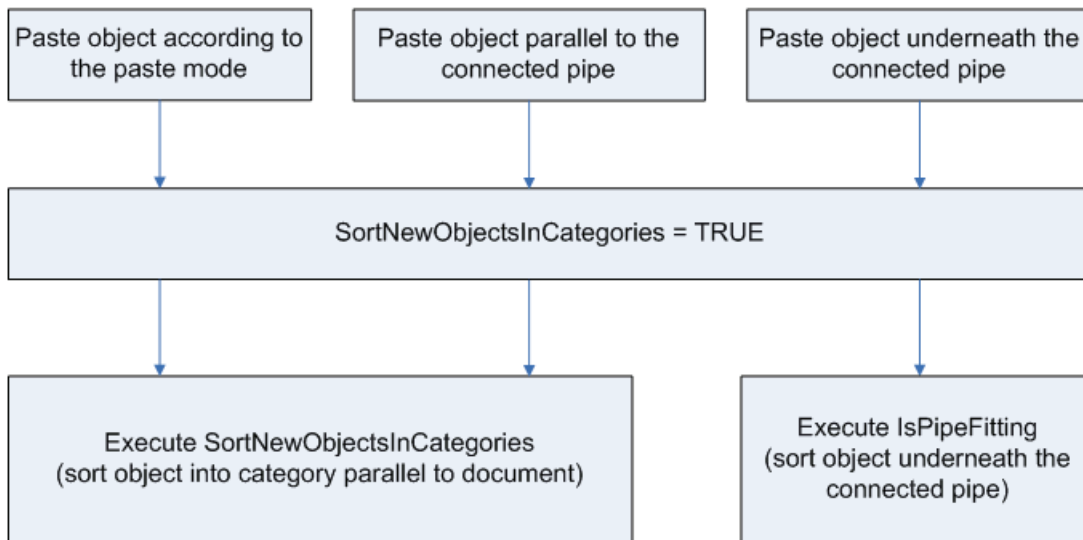 Paste object according to
the paste mode
Paste object parallel to the
connected pipe
Paste object underneath the
connected pipe
SortNewObjectsInCategories = TRUE
Execute SortNewObjectsInCategories
(sort object into category parallel to document)
Execute IsPipeFitting
(sort object underneath the
connected pipe)